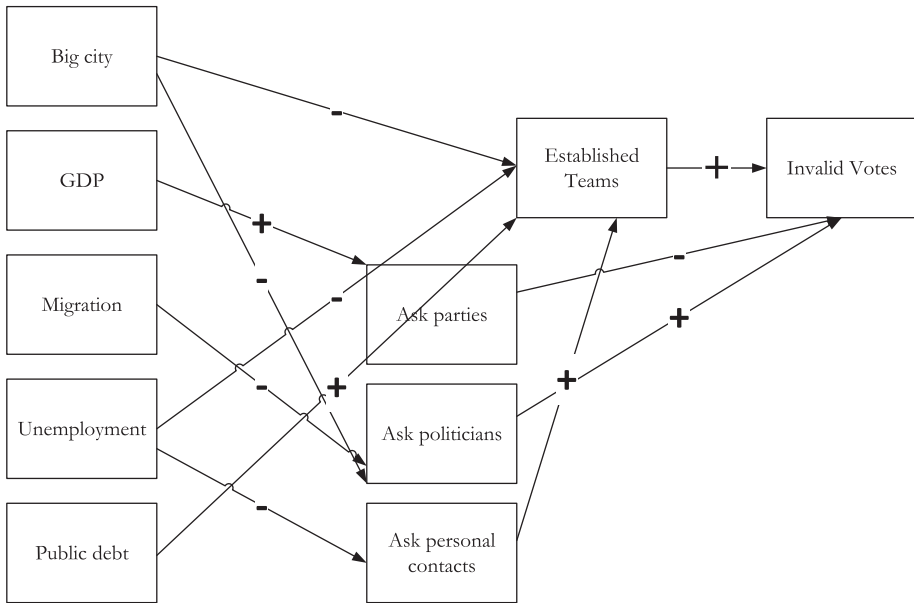 Big city
GDP
Migration
Unemployment
Public debt
Ask parties
Ask politicians
Ask personal
contacts
Established
Teams
Invalid Votes
-
+
-
-
-
+
-
+
+
-
+